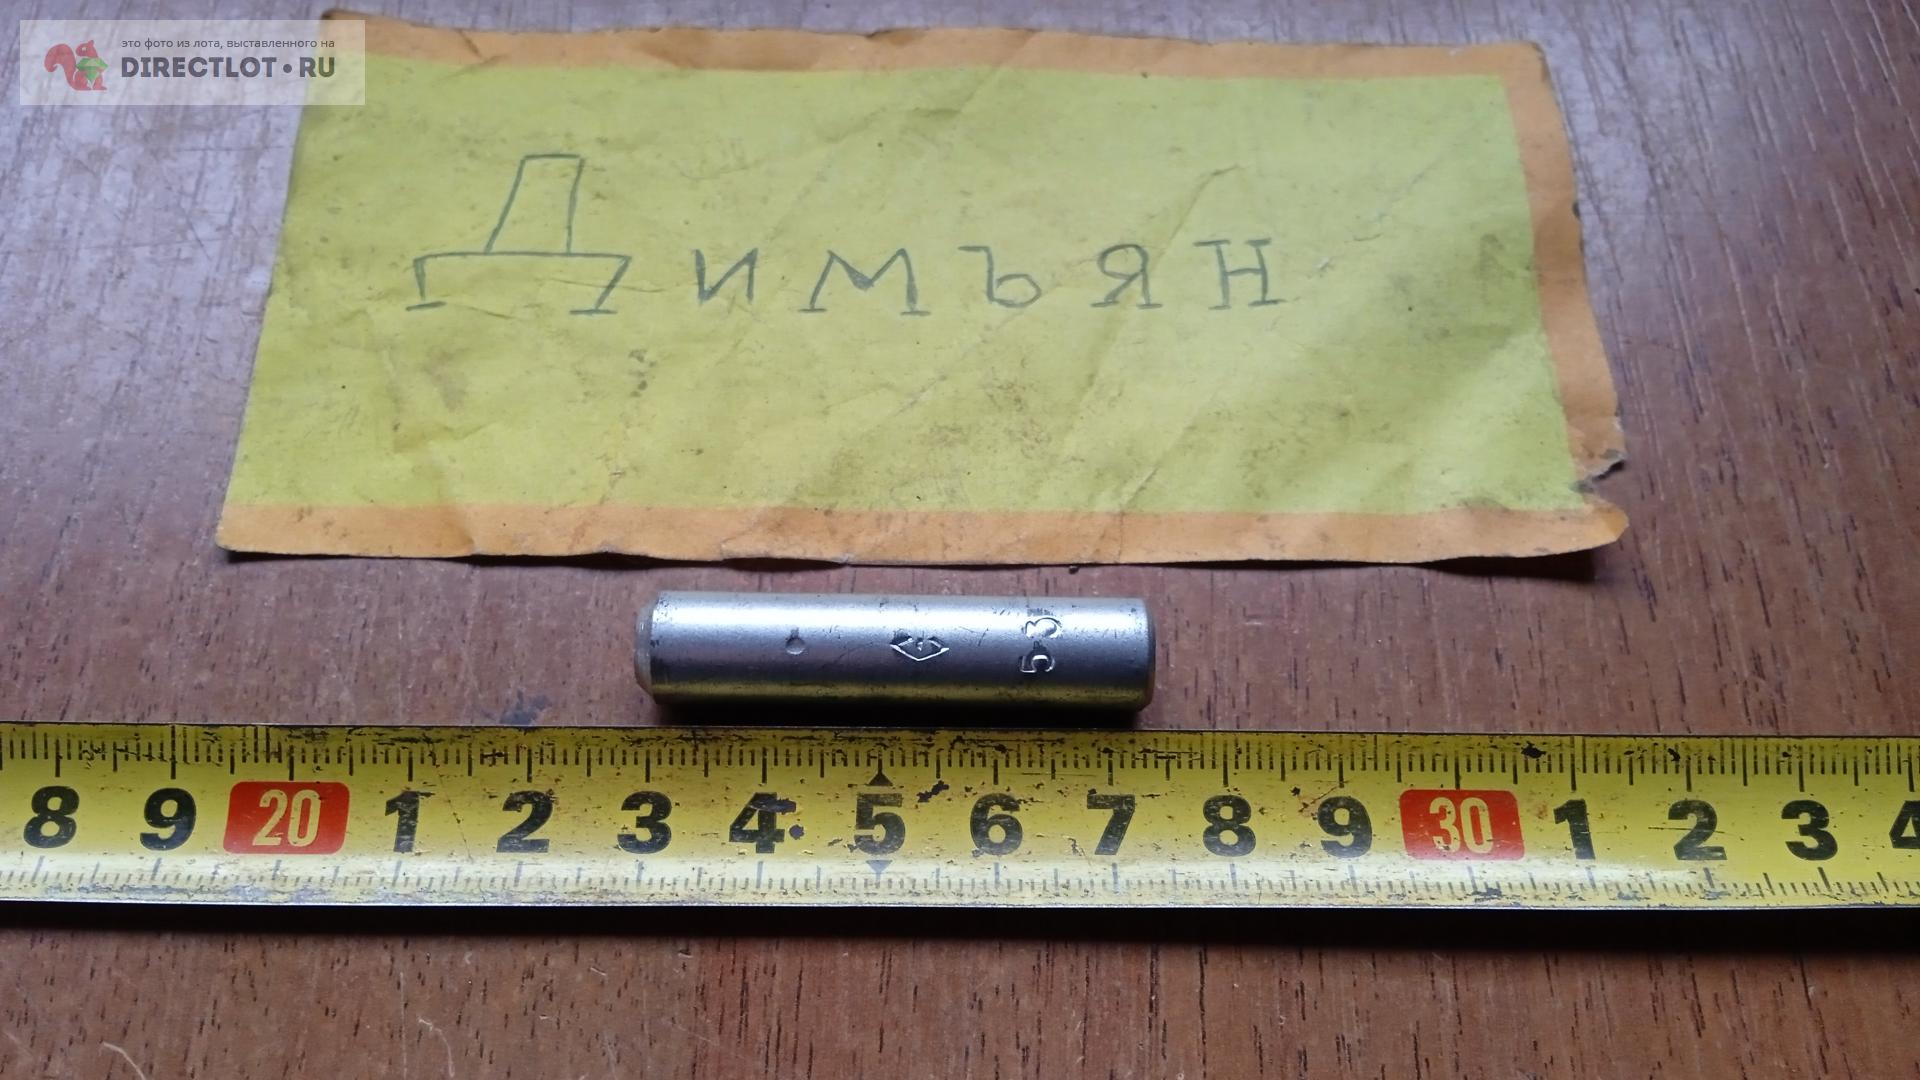 это фото из лота, выставленного на
DIRECTLOT•RU
Димъян
53
8 9 20 1 2 3 4 5 6 7 8 9 30 1 2 3 4